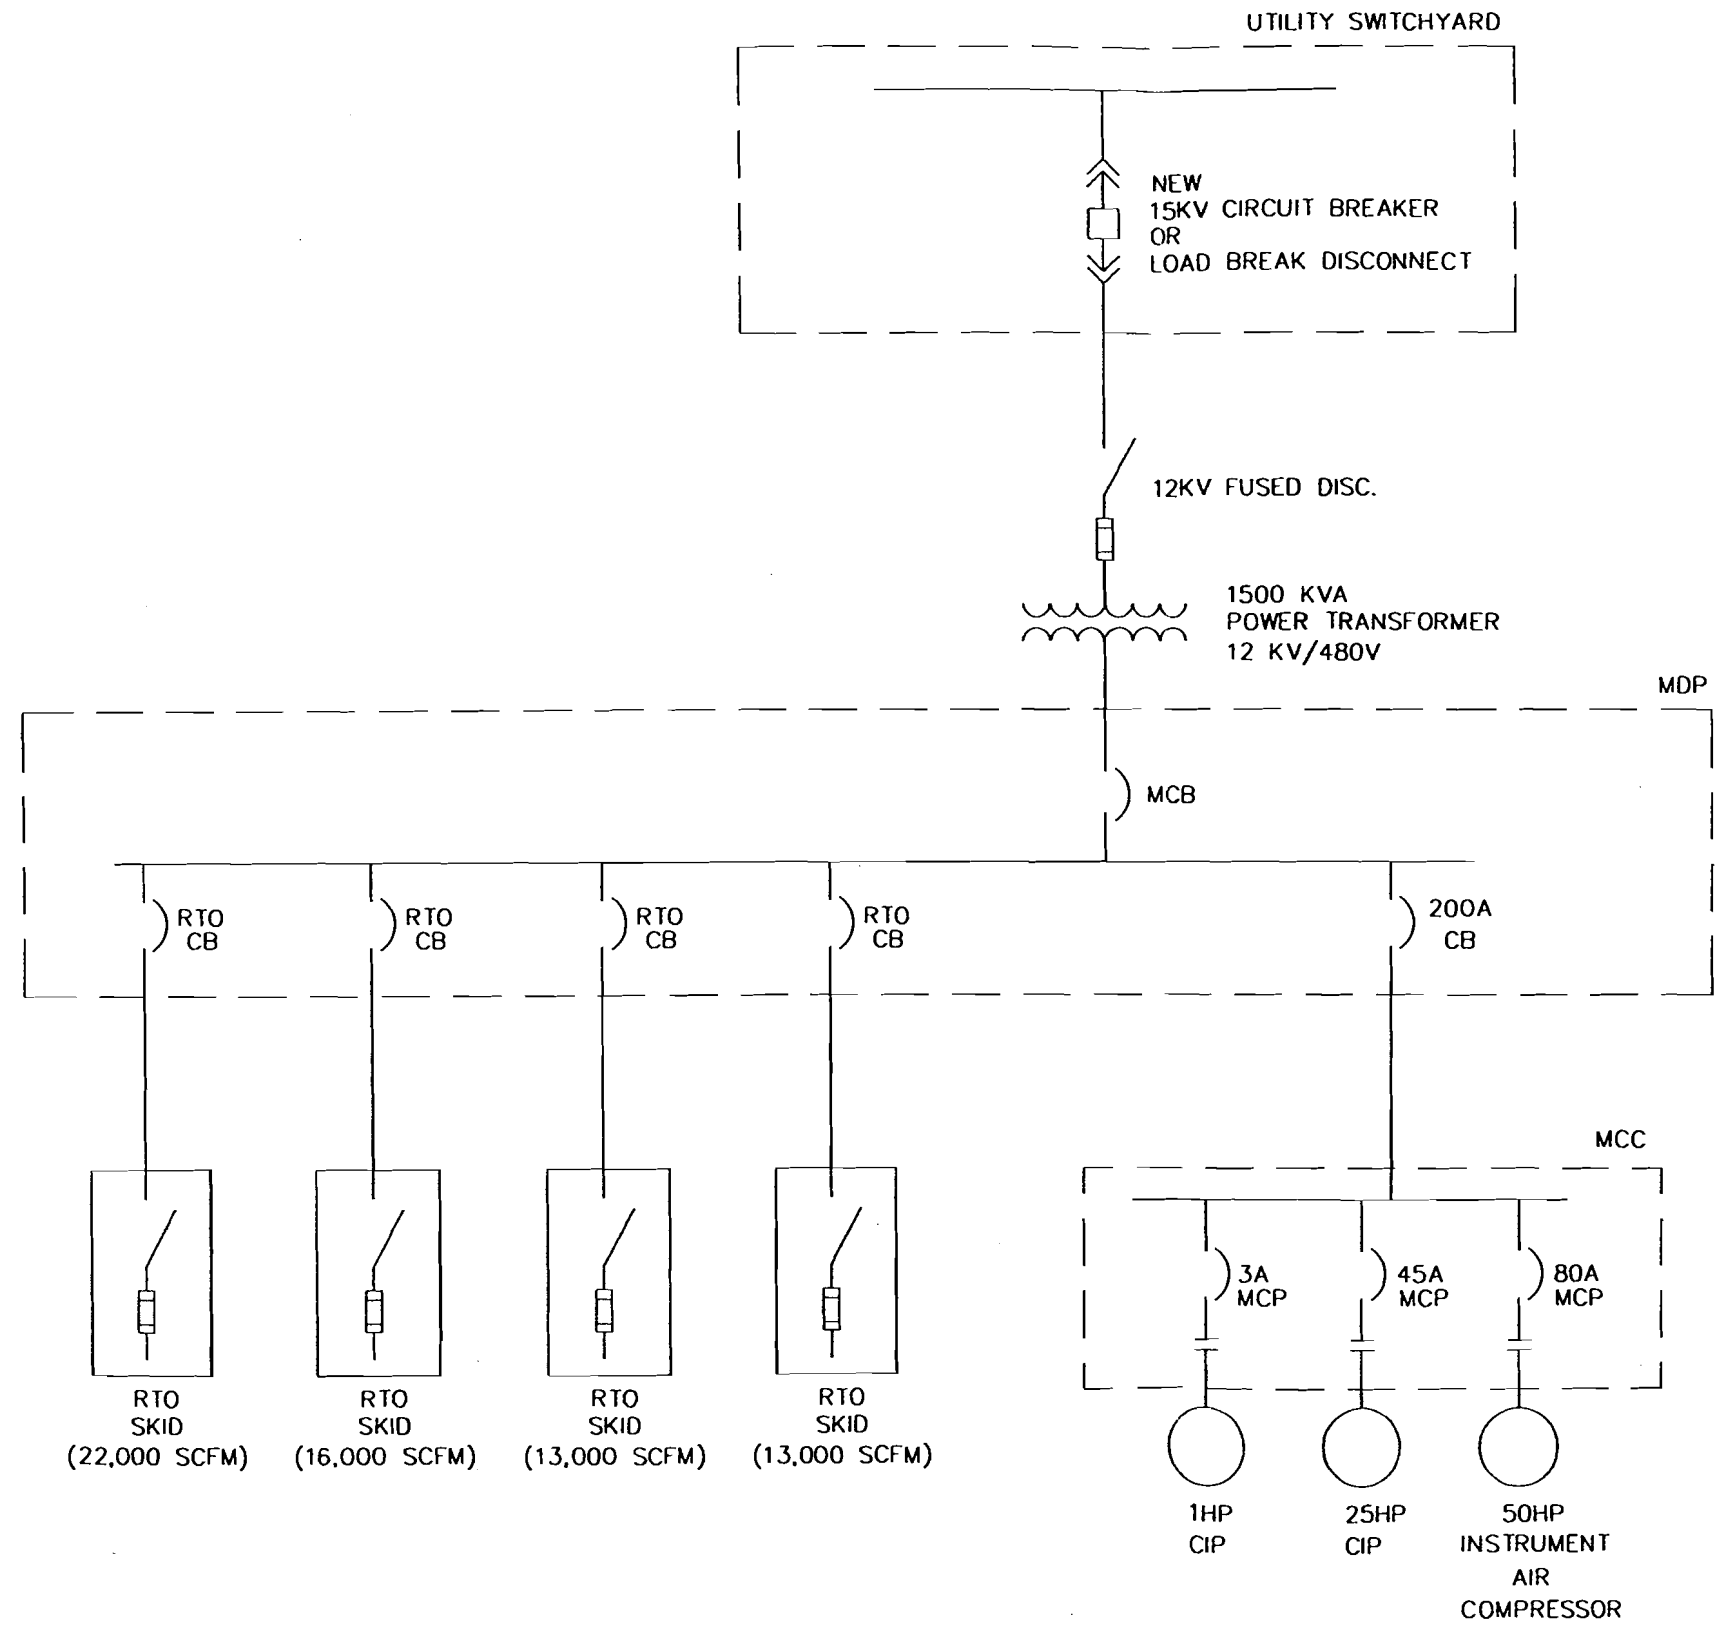 UTILITY SWITCHYARD
NEW
15KV CIRCUIT BREAKER
OR
LOAD BREAK DISCONNECT
12KV FUSED DISC.
1500 KVA
POWER TRANSFORMER
12 KV/480V
MDP
MCB
RTO
CB
RTO
CB
RTO
CB
RTO
CB
200A
CB
MCC
3A
MCP
45A
MCP
80A
MCP
RTO
SKID
(22,000 SCFM)
RTO
SKID
(16,000 SCFM)
RTO
SKID
(13,000 SCFM)
RTO
SKID
(13,000 SCFM)
1HP
CIP
25HP
CIP
50HP
INSTRUMENT
AIR
COMPRESSOR